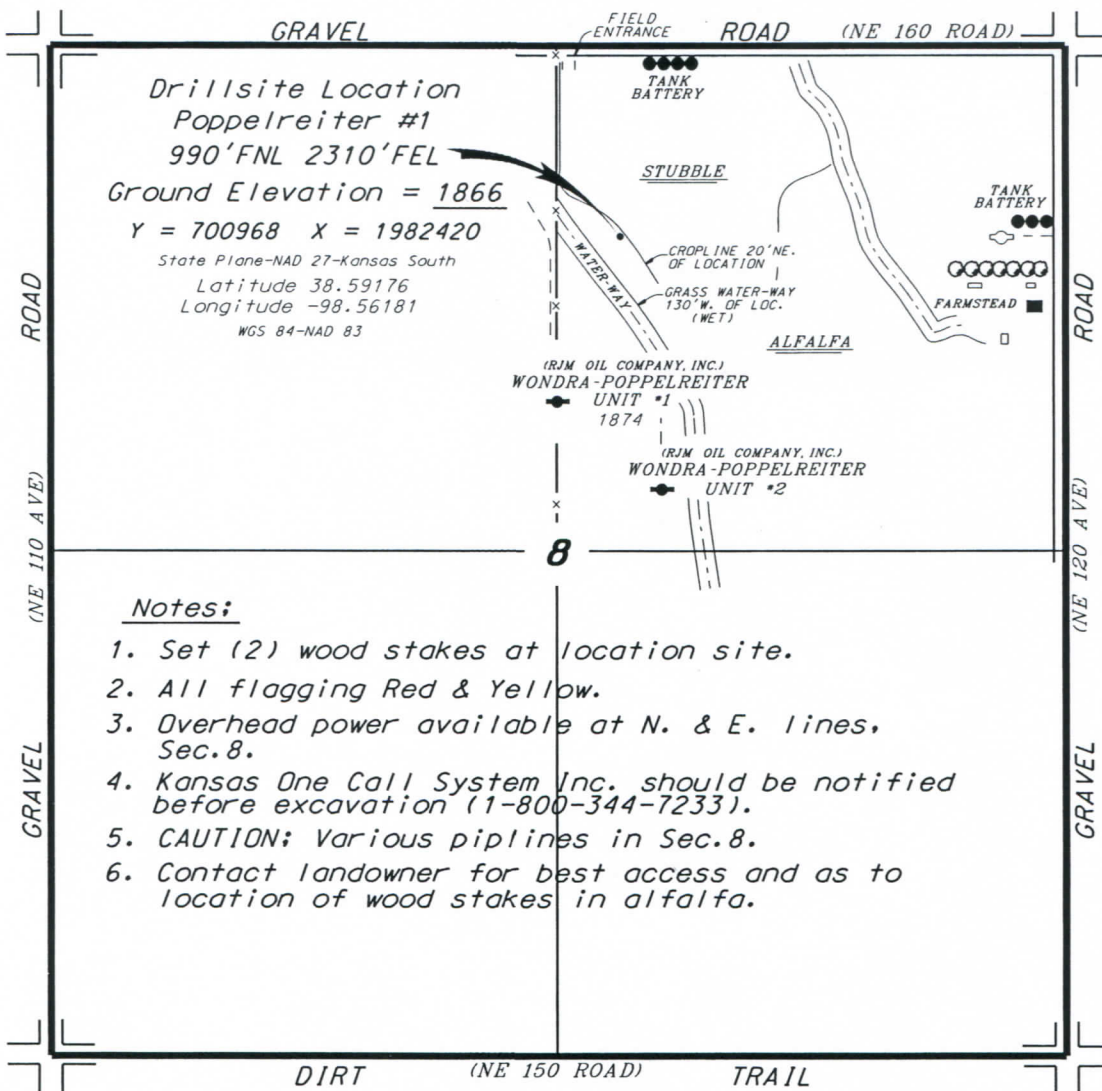 GRAVEL
FIELD
ENTRANCE
ROAD
(NE 160 ROAD)
Drillsite Location
Poppelreiter #1
990'FNL 2310'FEL
Ground Elevation = 1866
Y = 700968 X = 1982420
State Plane-NAD 27-Kansas South
Latitude 38.59176
Longitude -98.56181
WGS 84-NAD 83
TANK
BATTERY
STUBBLE
TANK
BATTERY
CROPLINE 20'NE.
OF LOCATION
WATER-WAY
GRASS WATER-WAY
130'W. OF LOC.
(WET)
FARMSTEAD
ALFALFA
(RJM OIL COMPANY, INC.)
WONDRA-POPPELREITER
UNIT #1
1874
(RJM OIL COMPANY, INC.)
WONDRA-POPPELREITER
UNIT #2
ROAD
(NE 110 AVE)
GRAVEL
ROAD
(NE 120 AVE)
GRAVEL
8
Notes:
1. Set (2) wood stakes at location site.
2. All flagging Red & Yellow.
3. Overhead power available at N. & E. lines,
Sec.8.
4. Kansas One Call System Inc. should be notified
before excavation (1-800-344-7233).
5. CAUTION: Various piplines in Sec.8.
6. Contact landowner for best access and as to
location of wood stakes in alfalfa.
DIRT
(NE 150 ROAD)
TRAIL